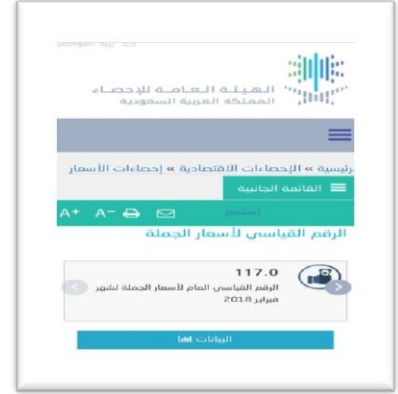 الهيئة العامة للإحصاء
المملكة العربية السعودية
رئيسية » الإحصاءات الاقتصادية » إحصاءات الأسعار
القائمة الجانبية
A+ A- استمع
الرقم القياسي لأسعار الجملة
117.0
الرقم القياسي العام لأسعار الجملة لشهر
فبراير 2018
البيانات